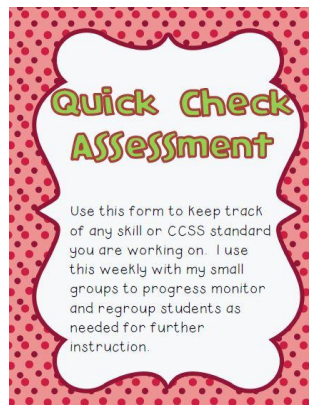 Quick Check
Assessment
Use this form to keep track
of any skill or CCSS standard
you are working on. I use
this weekly with my small
groups to progress monitor
and regroup students as
needed for further
instruction.